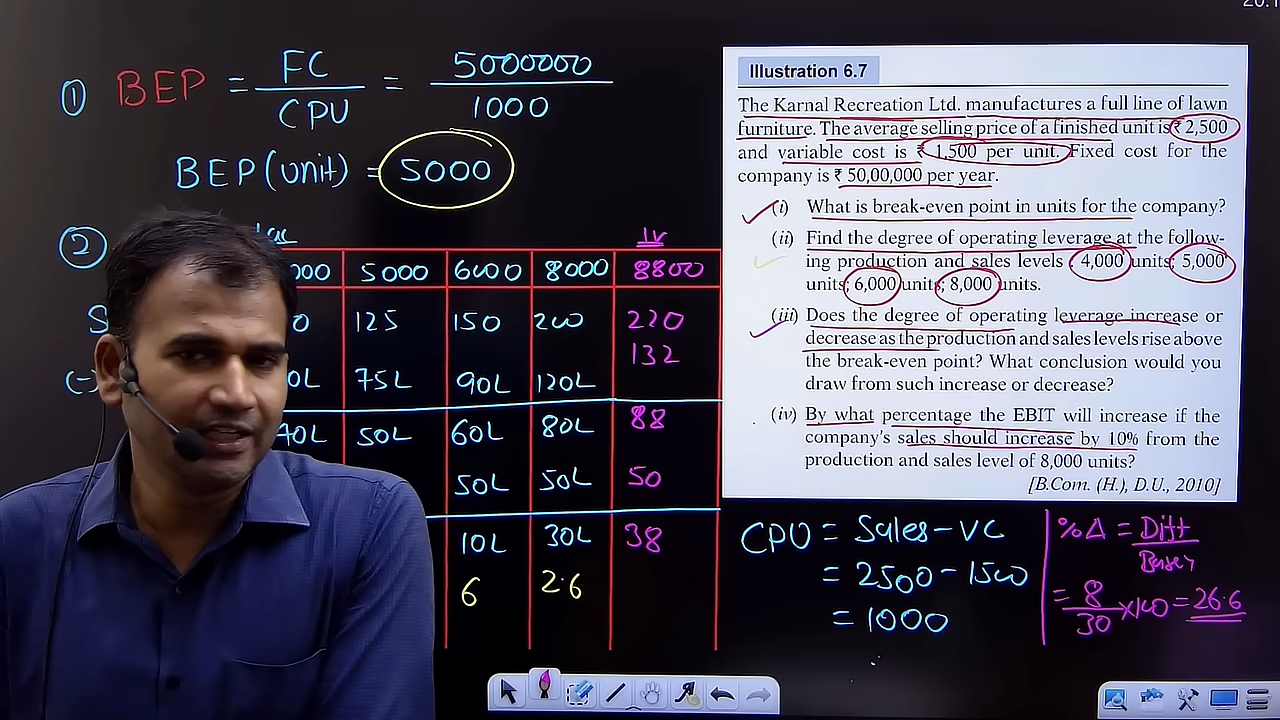 20:1
① BEP = FC / CPU = 5000000 / 1000
BEP (unit) = 5000
②
Illustration 6.7
The Karnal Recreation Ltd. manufactures a full line of lawn
furniture. The average selling price of a finished unit is ₹ 2,500
and variable cost is ₹ 1,500 per unit. Fixed cost for the
company is ₹ 50,00,000 per year.
(i) What is break-even point in units for the company?
(ii) Find the degree of operating leverage at the follow-
ing production and sales levels 4,000 units; 5,000
units; 6,000 units; 8,000 units.
(iii) Does the degree of operating leverage increase or
decrease as the production and sales levels rise above
the break-even point? What conclusion would you
draw from such increase or decrease?
(iv) By what percentage the EBIT will increase if the
company's sales should increase by 10% from the
production and sales level of 8,000 units?
[B.Com. (H.), D.U., 2010]
iv
000 5000 6000 8000 8800
S 0 125 150 200 220
132
(-) 0L 75L 90L 120L
40L 50L 60L 80L 88
50L 50L 50
10L 30L 38
6 2.6
CPU = Sales - VC
= 2500 - 1500
= 1000
% Δ = Diff / Base
= 8 / 30 × 100 = 26.6